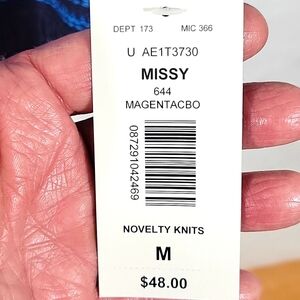 DEPT 173 MIC 366
U AE1T3730
MISSY
644
MAGENTACBO
087291042469
NOVELTY KNITS
M
$48.00